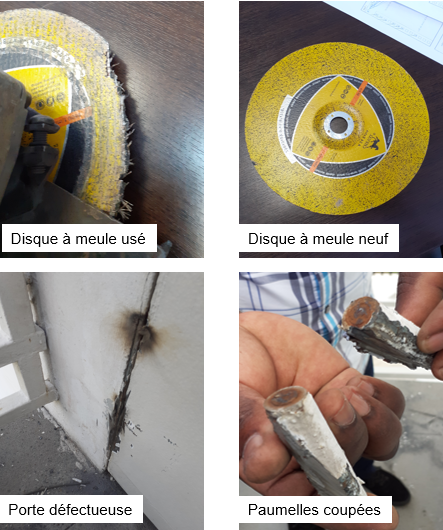 Disque à meule usé
Disque à meule neuf
Porte défectueuse
Paumelles coupées